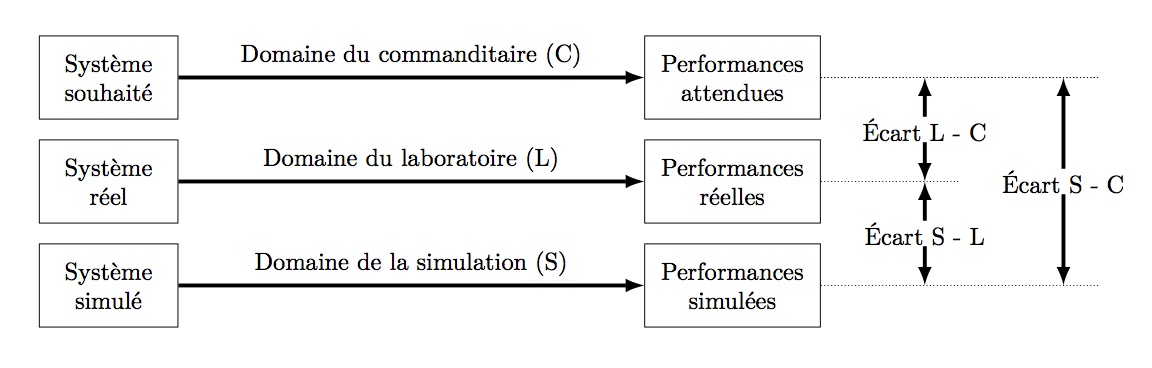 Système
souhaité
Domaine du commanditaire (C)
Performances
attendues
Écart L - C
Système
réel
Domaine du laboratoire (L)
Performances
réelles
Écart S - C
Écart S - L
Système
simulé
Domaine de la simulation (S)
Performances
simulées